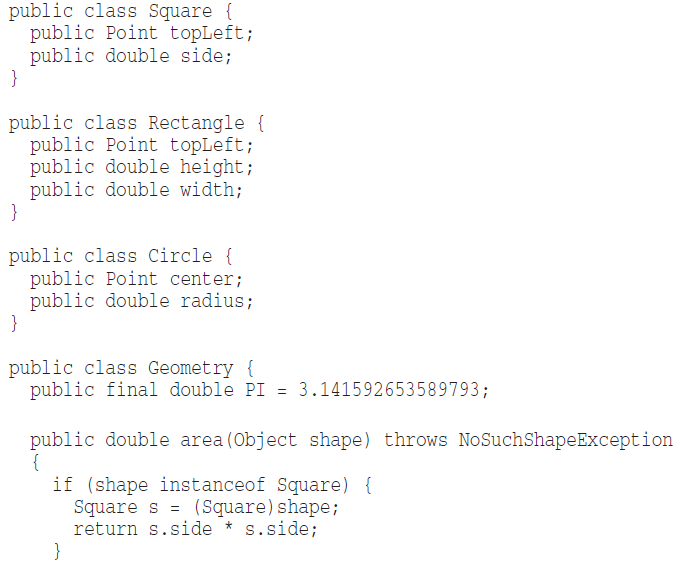 public class Square {
  public Point topLeft;
  public double side;
}

public class Rectangle {
  public Point topLeft;
  public double height;
  public double width;
}

public class Circle {
  public Point center;
  public double radius;
}

public class Geometry {
  public final double PI = 3.141592653589793;

  public double area(Object shape) throws NoSuchShapeException
  {
    if (shape instanceof Square) {
      Square s = (Square)shape;
      return s.side * s.side;
    }